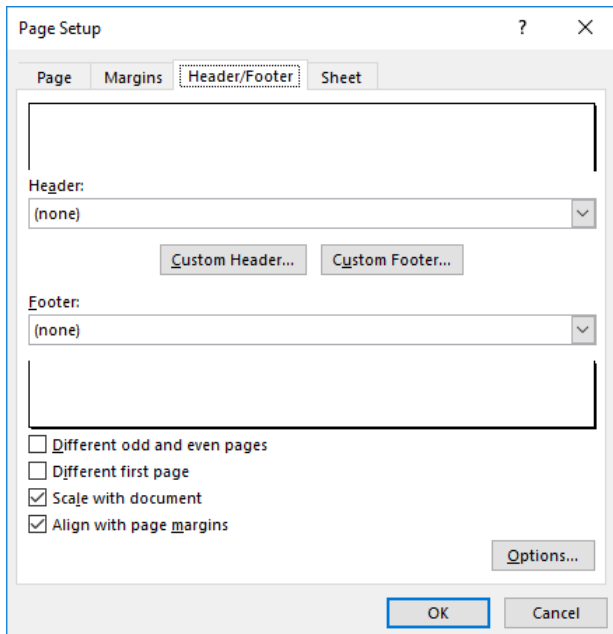 Page Setup ?
Page Margins Header/Footer Sheet
Header:
(none)
Custom Header... Custom Footer...
Footer:
(none)
Different odd and even pages
Different first page
Scale with document
Align with page margins
Options...
OK Cancel